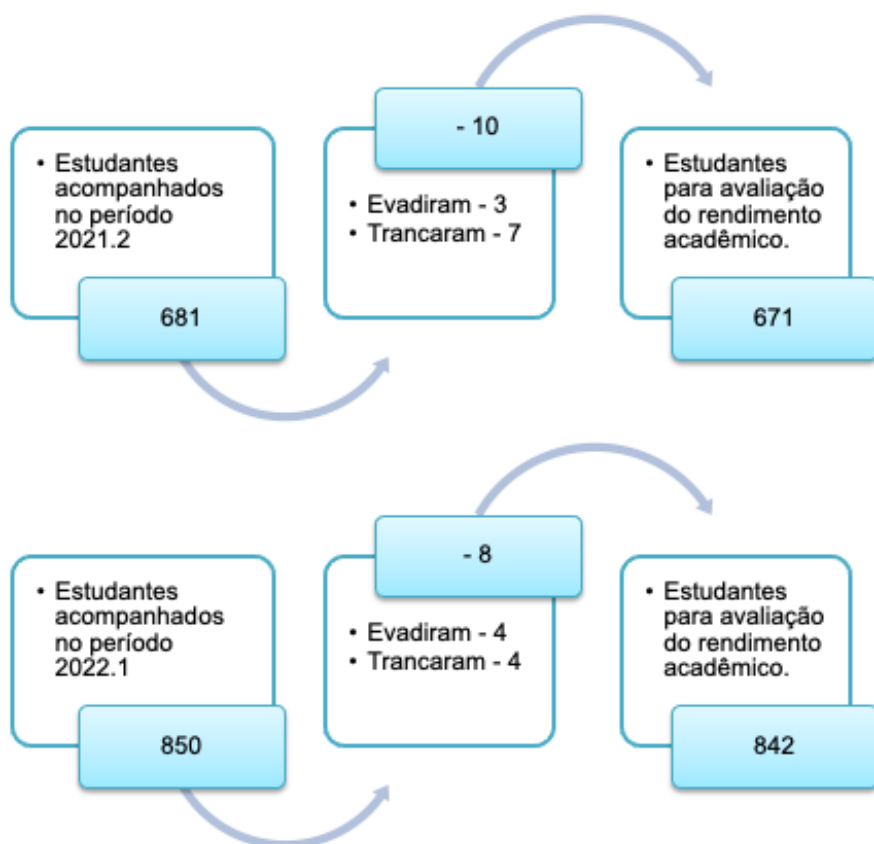 • Estudantes
acompanhados
no período
2021.2
681
- 10
• Evadiram - 3
• Trancaram - 7
• Estudantes
para avaliação
do rendimento
acadêmico.
671
• Estudantes
acompanhados
no período
2022.1
850
- 8
• Evadiram - 4
• Trancaram - 4
• Estudantes
para avaliação
do rendimento
acadêmico.
842